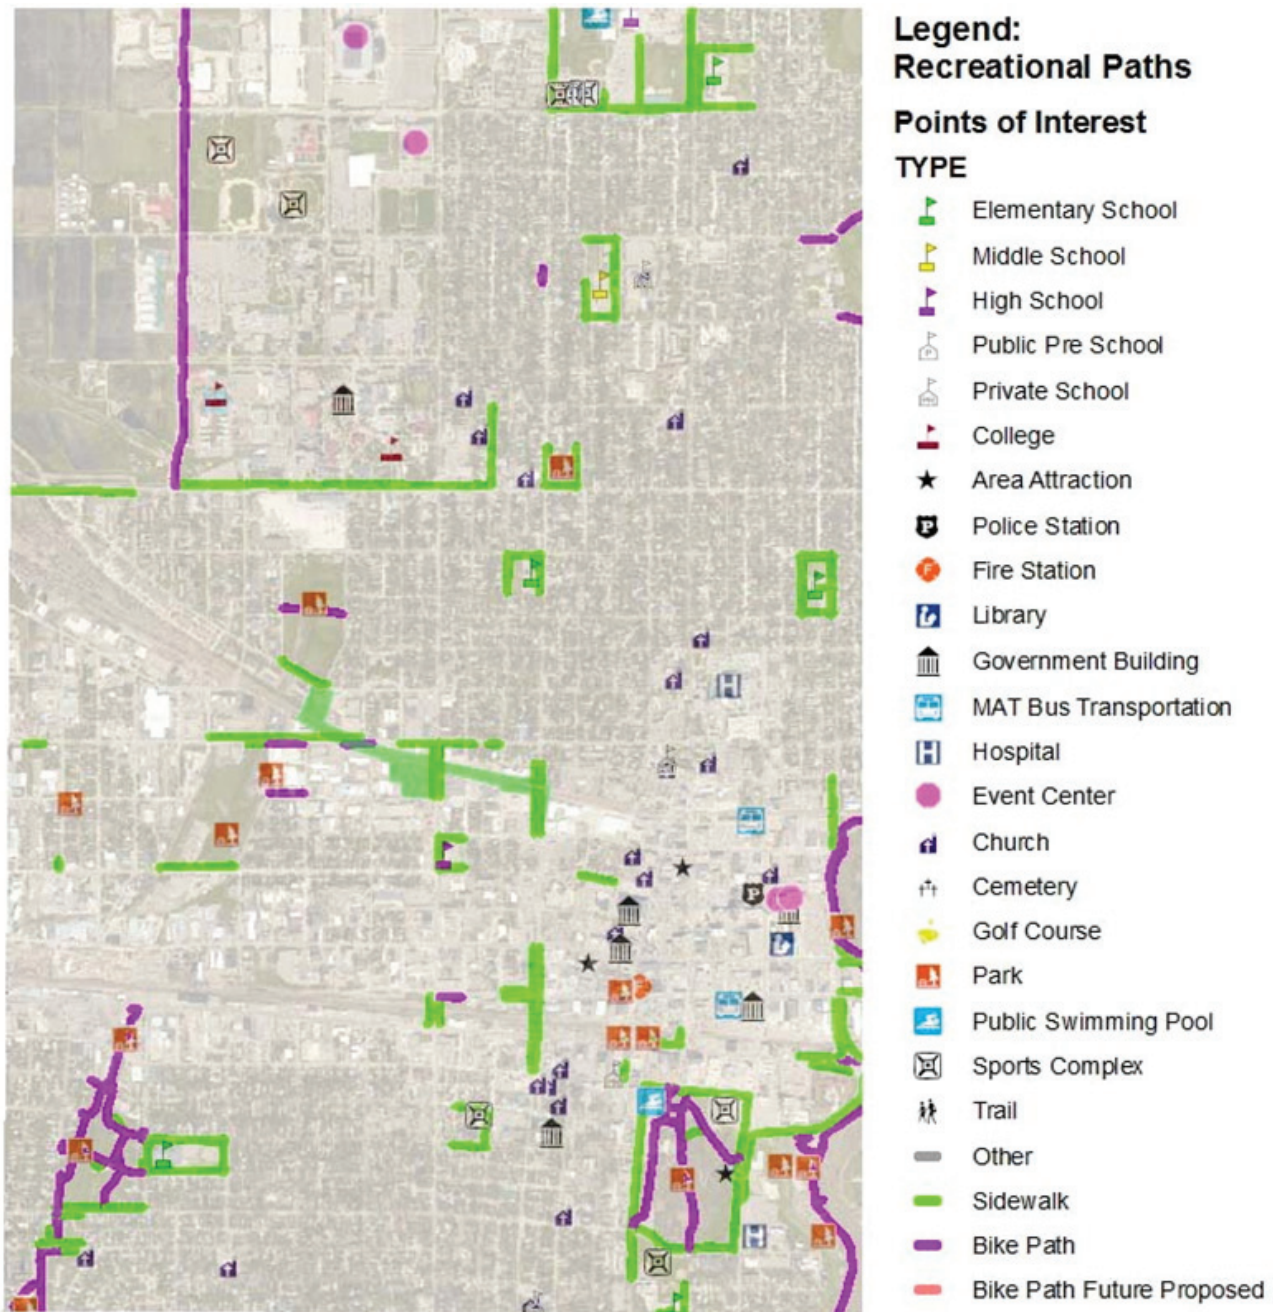 Legend:
Recreational Paths
Points of Interest
TYPE
Elementary School
Middle School
High School
Public Pre School
Private School
College
Area Attraction
Police Station
Fire Station
Library
Government Building
MAT Bus Transportation
Hospital
Event Center
Church
Cemetery
Golf Course
Park
Public Swimming Pool
Sports Complex
Trail
Other
Sidewalk
Bike Path
Bike Path Future Proposed